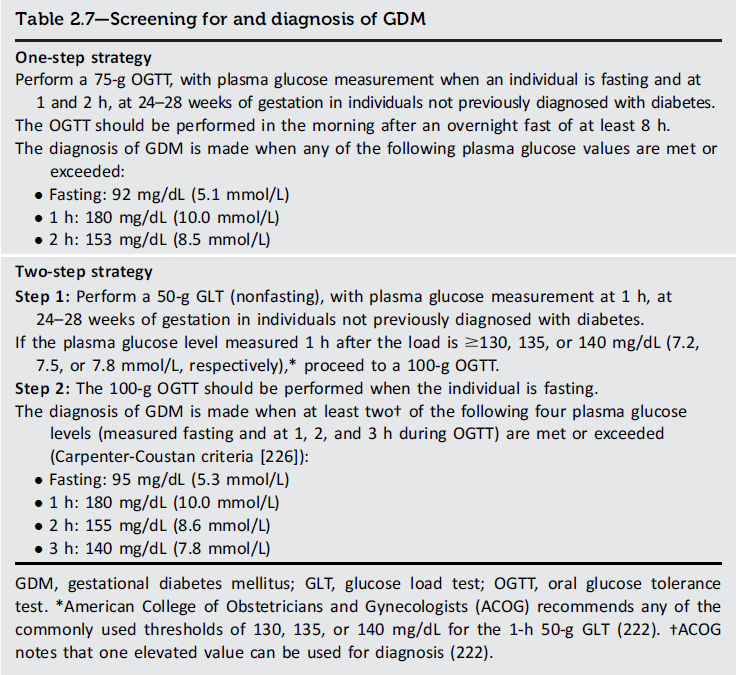 Table 2.7—Screening for and diagnosis of GDM
One-step strategy
Perform a 75-g OGTT, with plasma glucose measurement when an individual is fasting and at
1 and 2 h, at 24–28 weeks of gestation in individuals not previously diagnosed with diabetes.
The OGTT should be performed in the morning after an overnight fast of at least 8 h.
The diagnosis of GDM is made when any of the following plasma glucose values are met or
exceeded:
● Fasting: 92 mg/dL (5.1 mmol/L)
● 1 h: 180 mg/dL (10.0 mmol/L)
● 2 h: 153 mg/dL (8.5 mmol/L)
Two-step strategy
Step 1: Perform a 50-g GLT (nonfasting), with plasma glucose measurement at 1 h, at
24–28 weeks of gestation in individuals not previously diagnosed with diabetes.
If the plasma glucose level measured 1 h after the load is ≥130, 135, or 140 mg/dL (7.2,
7.5, or 7.8 mmol/L, respectively),* proceed to a 100-g OGTT.
Step 2: The 100-g OGTT should be performed when the individual is fasting.
The diagnosis of GDM is made when at least two† of the following four plasma glucose
levels (measured fasting and at 1, 2, and 3 h during OGTT) are met or exceeded
(Carpenter-Coustan criteria [226]):
● Fasting: 95 mg/dL (5.3 mmol/L)
● 1 h: 180 mg/dL (10.0 mmol/L)
● 2 h: 155 mg/dL (8.6 mmol/L)
● 3 h: 140 mg/dL (7.8 mmol/L)
GDM, gestational diabetes mellitus; GLT, glucose load test; OGTT, oral glucose tolerance
test. *American College of Obstetricians and Gynecologists (ACOG) recommends any of the
commonly used thresholds of 130, 135, or 140 mg/dL for the 1-h 50-g GLT (222). †ACOG
notes that one elevated value can be used for diagnosis (222).